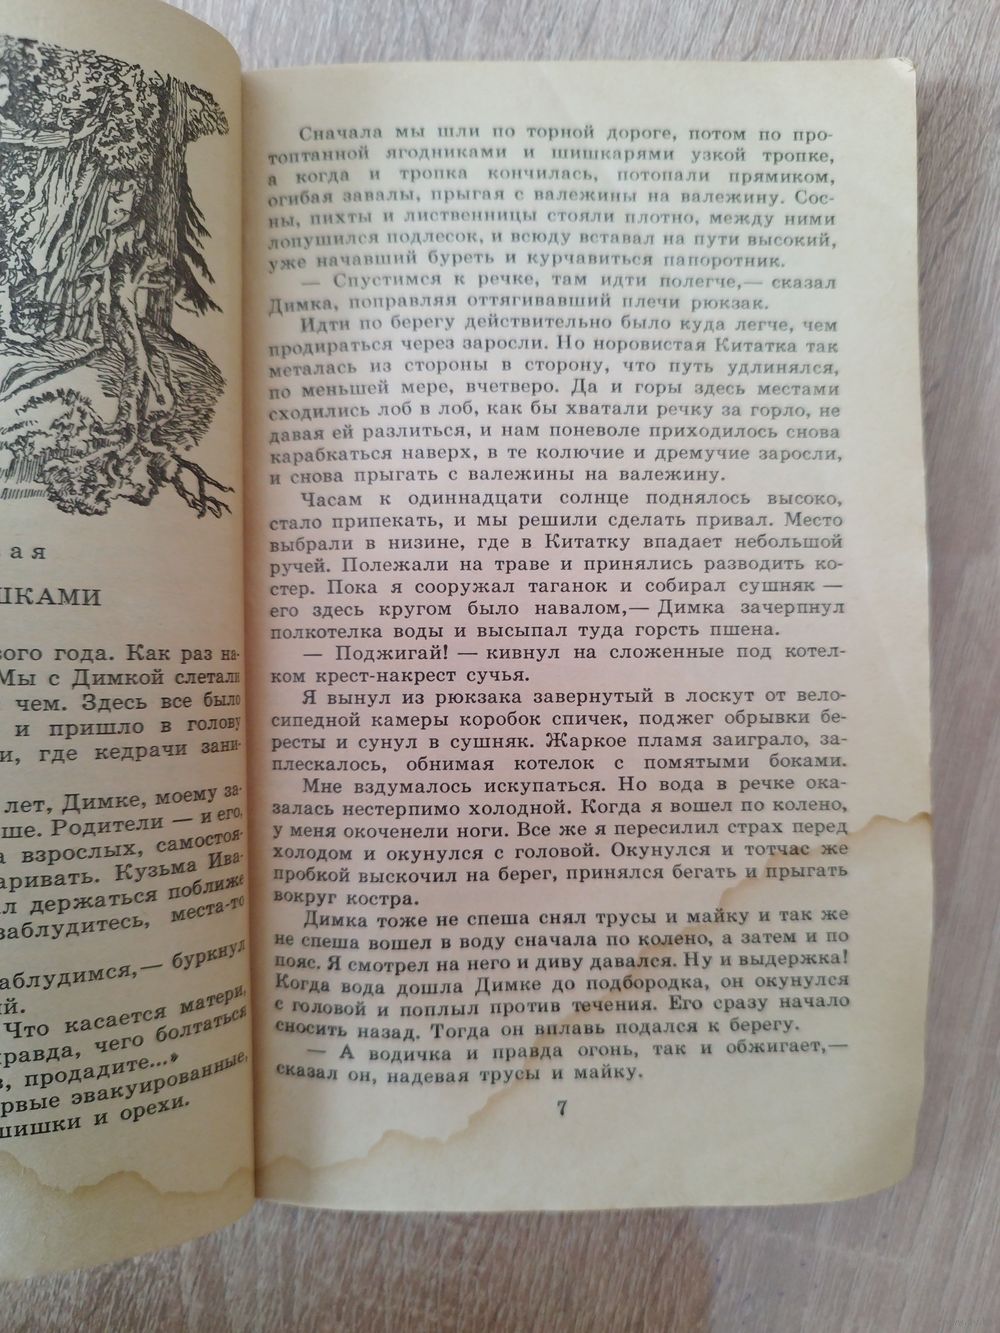 вая
ШКАМИ
вого года. Как раз на-
Мы с Димкой слетали
чем. Здесь все было
и пришло в голову
и, где кедрачи зани-
лет, Димке, моему за-
ше. Родители — и его,
а взрослых, самостоя-
аривать. Кузьма Ива-
л держаться поближе
заблудитесь, места-то
аблудимся,— буркнул
ий.
Что касается матери,
правда, чего болтаться
в, продадите...»
рвые эвакуированные,
шишки и орехи.
Сначала мы шли по торной дороге, потом по про-
топтанной ягодниками и шишкарями узкой тропке,
а когда и тропка кончилась, потопали прямиком,
огибая завалы, прыгая с валежины на валежину. Сос-
ны, пихты и лиственницы стояли плотно, между ними
лопушился подлесок, и всюду вставал на пути высокий,
уже начавший буреть и курчавиться папоротник.
— Спустимся к речке, там идти полегче,— сказал
Димка, поправляя оттягивавший плечи рюкзак.
Идти по берегу действительно было куда легче, чем
продираться через заросли. Но норовистая Китатка так
металась из стороны в сторону, что путь удлинялся,
по меньшей мере, вчетверо. Да и горы здесь местами
сходились лоб в лоб, как бы хватали речку за горло, не
давая ей разлиться, и нам поневоле приходилось снова
карабкаться наверх, в те колючие и дремучие заросли,
и снова прыгать с валежины на валежину.
Часам к одиннадцати солнце поднялось высоко,
стало припекать, и мы решили сделать привал. Место
выбрали в низине, где в Китатку впадает небольшой
ручей. Полежали на траве и принялись разводить ко-
стер. Пока я сооружал таганок и собирал сушняк —
его здесь кругом было навалом,— Димка зачерпнул
полкотелка воды и высыпал туда горсть пшена.
— Поджигай! — кивнул на сложенные под котел-
ком крест-накрест сучья.
Я вынул из рюкзака завернутый в лоскут от вело-
сипедной камеры коробок спичек, поджег обрывки бе-
ресты и сунул в сушняк. Жаркое пламя заиграло, за-
плескалось, обнимая котелок с помятыми боками.
Мне вздумалось искупаться. Но вода в речке ока-
залась нестерпимо холодной. Когда я вошел по колено,
у меня окоченели ноги. Все же я пересилил страх перед
холодом и окунулся с головой. Окунулся и тотчас же
пробкой выскочил на берег, принялся бегать и прыгать
вокруг костра.
Димка тоже не спеша снял трусы и майку и так же
не спеша вошел в воду сначала по колено, а затем и по
пояс. Я смотрел на него и диву давался. Ну и выдержка!
Когда вода дошла Димке до подбородка, он окунулся
с головой и поплыл против течения. Его сразу начало
сносить назад. Тогда он вплавь подался к берегу.
— А водичка и правда огонь, так и обжигает,—
сказал он, надевая трусы и майку.
7